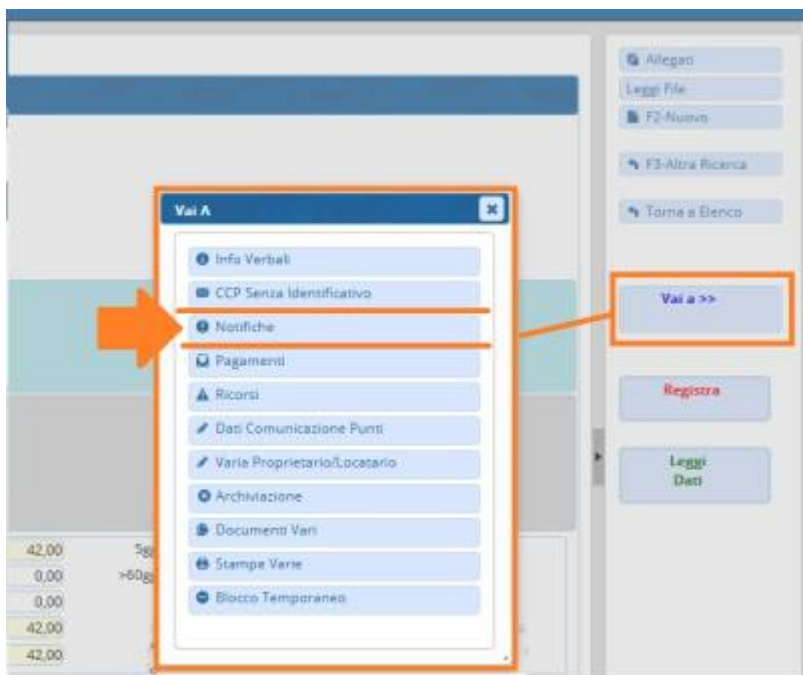 Allegati
Leggi File
F2-Nuovo
F3-Altra Ricerca
Torna a Elenco
Vai a >>
Registra
Leggi
Dati
Vai A
Info Verbali
CCP Senza Identificativo
Notifiche
Pagamenti
Ricorsi
Dati Comunicazione Punti
Varia Proprietario/Locatario
Archiviazione
Documenti Vari
Stampe Varie
Blocco Temporaneo
42,00
0,00
0,00
42,00
42,00